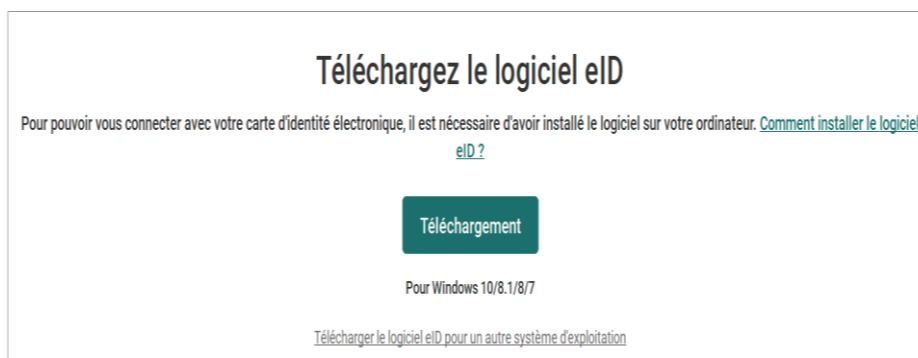 Téléchargez le logiciel eID
Pour pouvoir vous connecter avec votre carte d'identité électronique, il est nécessaire d'avoir installé le logiciel sur votre ordinateur. Comment installer le logiciel
eID ?
Téléchargement
Pour Windows 10/8.1/8/7
Télécharger le logiciel eID pour un autre système d'exploitation